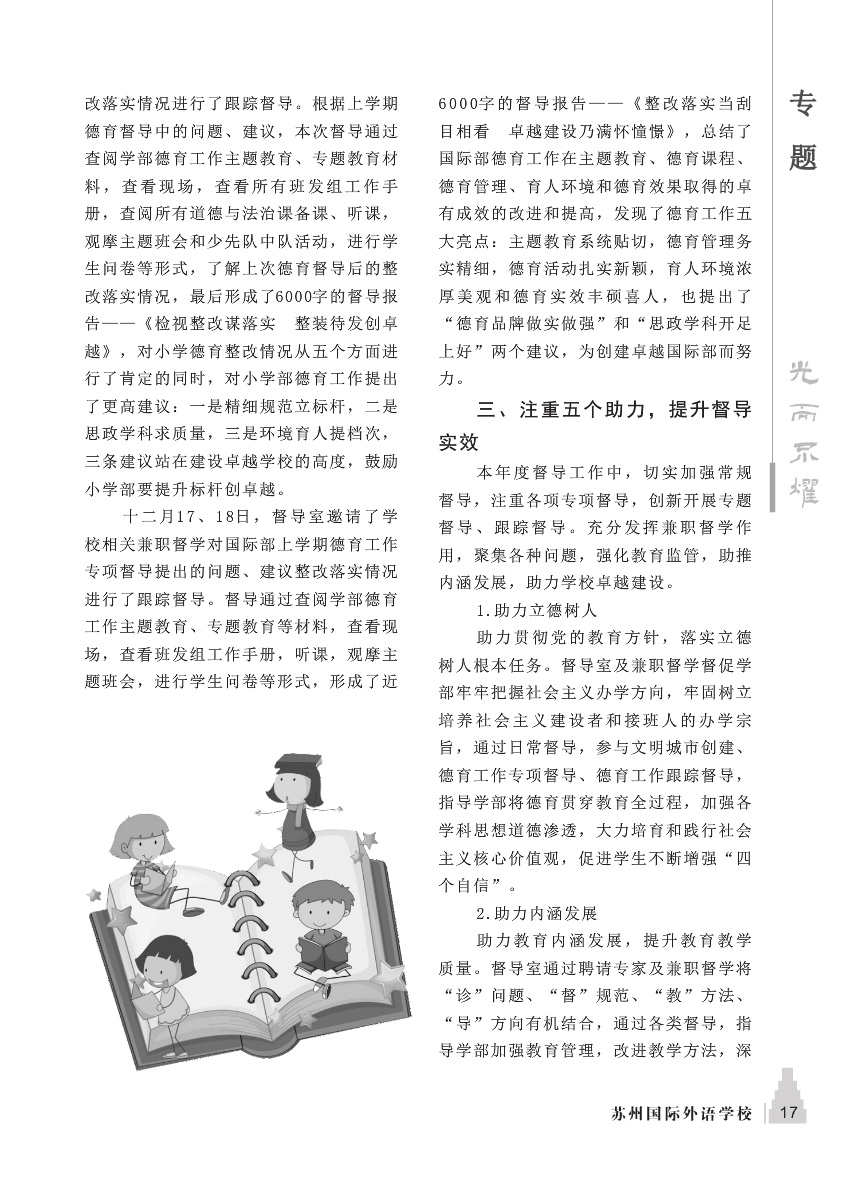 改落实情况进行了跟踪督导。根据上学期
德育督导中的问题、建议，本次督导通过
查阅学部德育工作主题教育、专题教育材
料，查看现场，查看所有班发组工作手
册，查阅所有道德与法治课备课、听课，
观摩主题班会和少先队中队活动，进行学
生问卷等形式，了解上次德育督导后的整
改落实情况，最后形成了6000字的督导报
告——《检视整改谋落实　整装待发创卓
越》，对小学德育整改情况从五个方面进
行了肯定的同时，对小学部德育工作提出
了更高建议：一是精细规范立标杆，二是
思政学科求质量，三是环境育人提档次，
三条建议站在建设卓越学校的高度，鼓励
小学部要提升标杆创卓越。
十二月17、18日，督导室邀请了学
校相关兼职督学对国际部上学期德育工作
专项督导提出的问题、建议整改落实情况
进行了跟踪督导。督导通过查阅学部德育
工作主题教育、专题教育等材料，查看现
场，查看班发组工作手册，听课，观摩主
题班会，进行学生问卷等形式，形成了近
6000字的督导报告——《整改落实当刮
目相看　卓越建设乃满怀憧憬》，总结了
国际部德育工作在主题教育、德育课程、
德育管理、育人环境和德育效果取得的卓
有成效的改进和提高，发现了德育工作五
大亮点：主题教育系统贴切，德育管理务
实精细，德育活动扎实新颖，育人环境浓
厚美观和德育实效丰硕喜人，也提出了
“德育品牌做实做强”和“思政学科开足
上好”两个建议，为创建卓越国际部而努
力。
三、注重五个助力，提升督导
实效
本年度督导工作中，切实加强常规
督导，注重各项专项督导，创新开展专题
督导、跟踪督导。充分发挥兼职督学作
用，聚集各种问题，强化教育监管，助推
内涵发展，助力学校卓越建设。
1.助力立德树人
助力贯彻党的教育方针，落实立德
树人根本任务。督导室及兼职督学督促学
部牢牢把握社会主义办学方向，牢固树立
培养社会主义建设者和接班人的办学宗
旨，通过日常督导，参与文明城市创建、
德育工作专项督导、德育工作跟踪督导，
指导学部将德育贯穿教育全过程，加强各
学科思想道德渗透，大力培育和践行社会
主义核心价值观，促进学生不断增强“四
个自信”。
2.助力内涵发展
助力教育内涵发展，提升教育教学
质量。督导室通过聘请专家及兼职督学将
“诊”问题、“督”规范、“教”方法、
“导”方向有机结合，通过各类督导，指
导学部加强教育管理，改进教学方法，深
专题
光而不耀
苏州国际外语学校
17